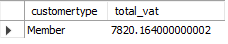 customertype total_vat
Member 7820.164000000002